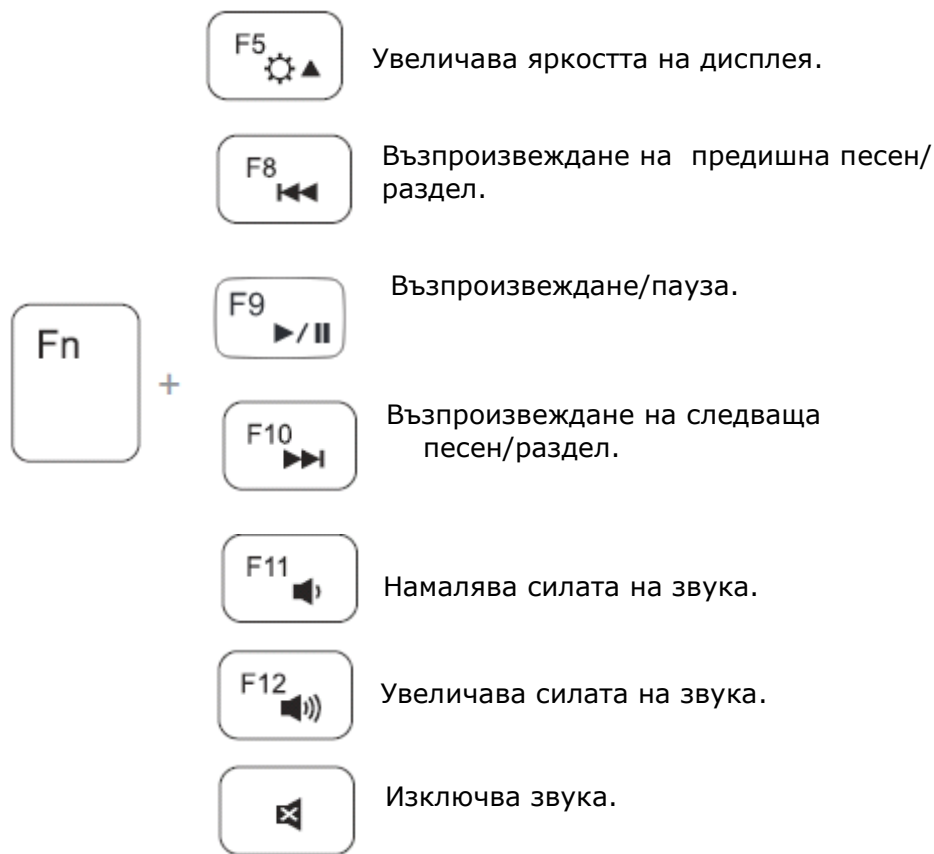 F5
Увеличава яркостта на дисплея.
F8
Възпроизвеждане на предишна песен/
раздел.
F9
Възпроизвеждане/пауза.
Fn
+
F10
Възпроизвеждане на следваща
песен/раздел.
F11
Намалява силата на звука.
F12
Увеличава силата на звука.
Изключва звука.